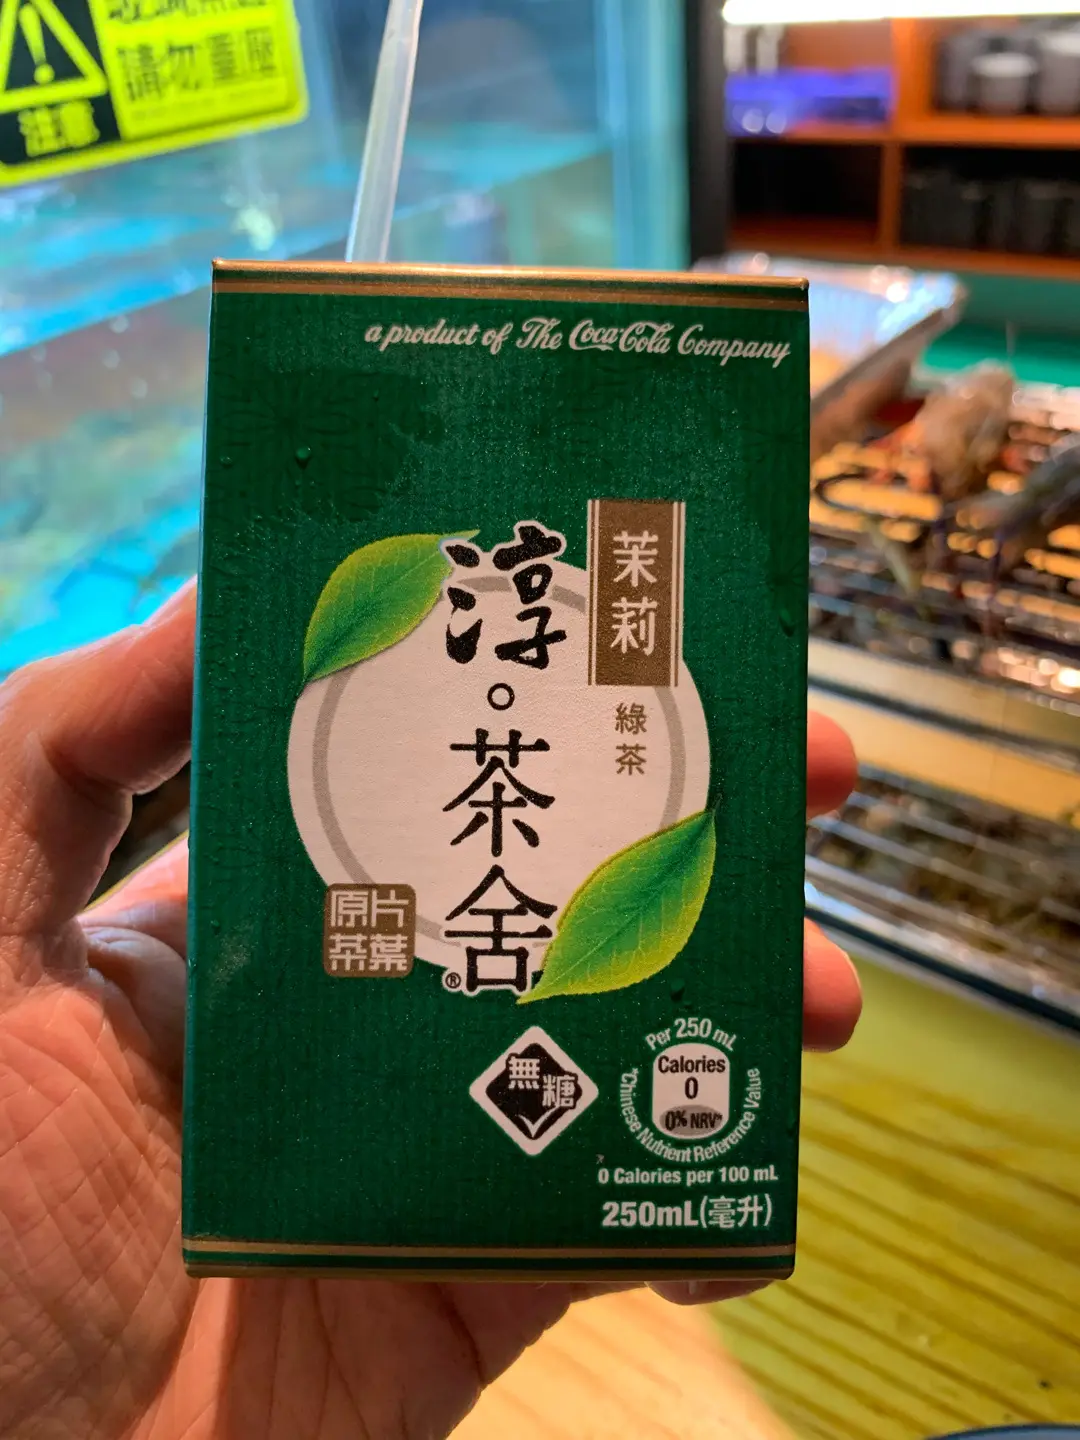 注意
請勿重壓
a product of The Coca-Cola Company
淳。茶舍®
茉莉
綠茶
原片
茶葉
無糖
Per 250 mL
Calories
0
0% NRV*
*Chinese Nutrient Reference Value
0 Calories per 100 mL
250mL(毫升)